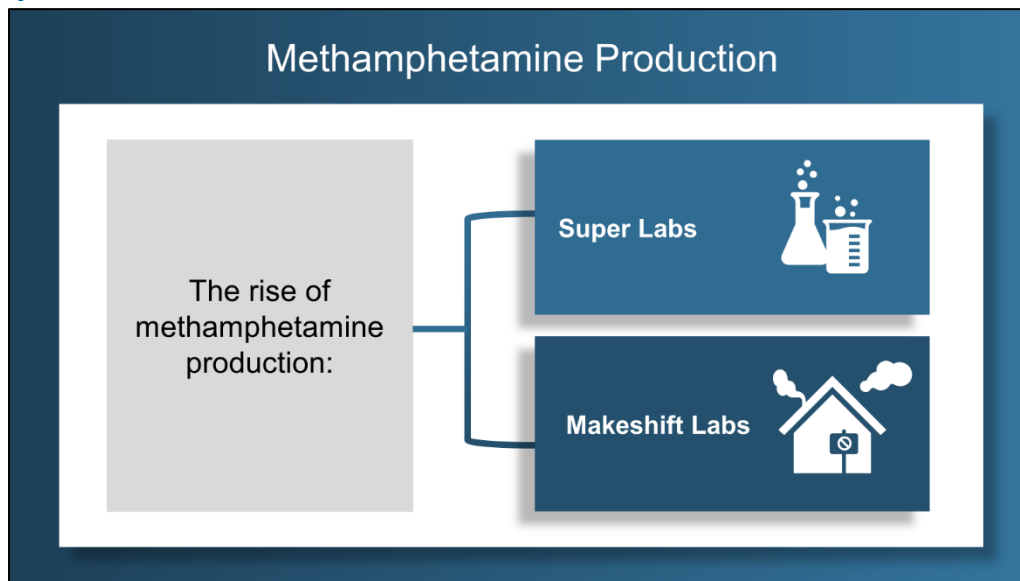 Methamphetamine Production
The rise of
methamphetamine
production:
Super Labs
Makeshift Labs